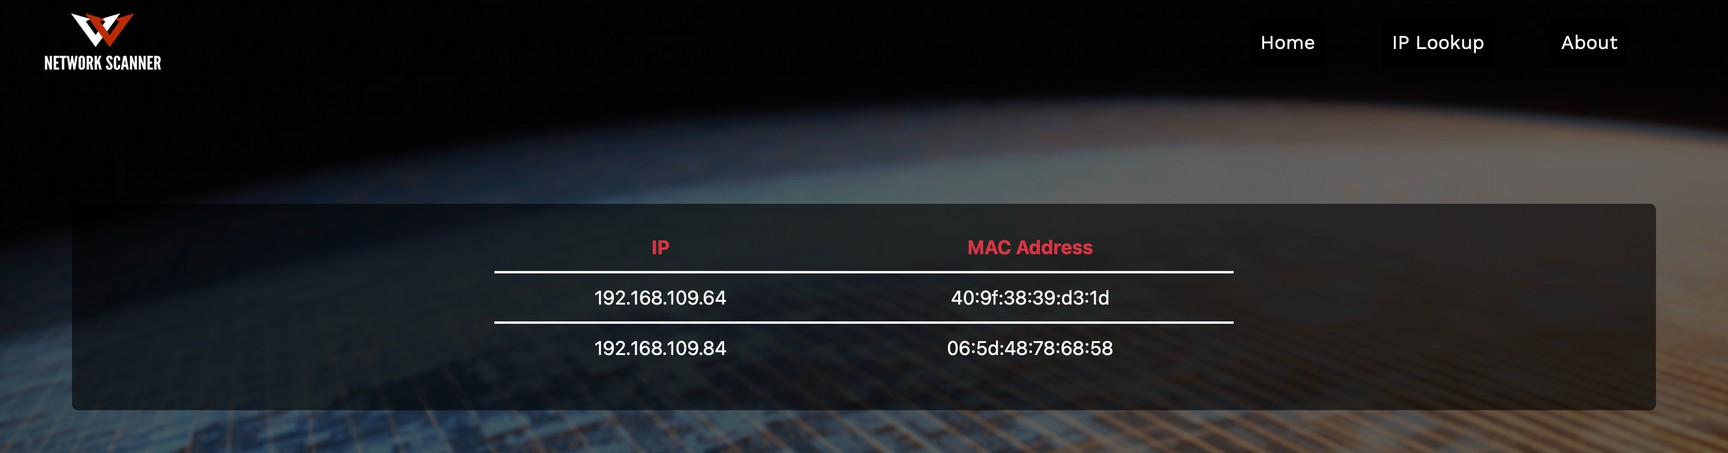 NETWORK SCANNER
Home IP Lookup About
IP MAC Address
192.168.109.64 40:9f:38:39:d3:1d
192.168.109.84 06:5d:48:78:68:58